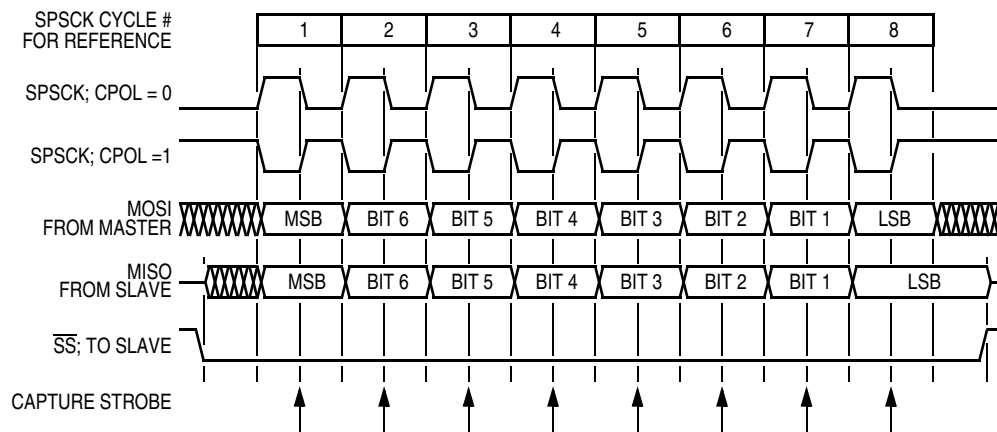 SPSCK CYCLE #
FOR REFERENCE
1 2 3 4 5 6 7 8
SPSCK; CPOL = 0
SPSCK; CPOL =1
MOSI
FROM MASTER
MSB BIT 6 BIT 5 BIT 4 BIT 3 BIT 2 BIT 1 LSB
MISO
FROM SLAVE
MSB BIT 6 BIT 5 BIT 4 BIT 3 BIT 2 BIT 1 LSB
S̅S̅; TO SLAVE
CAPTURE STROBE